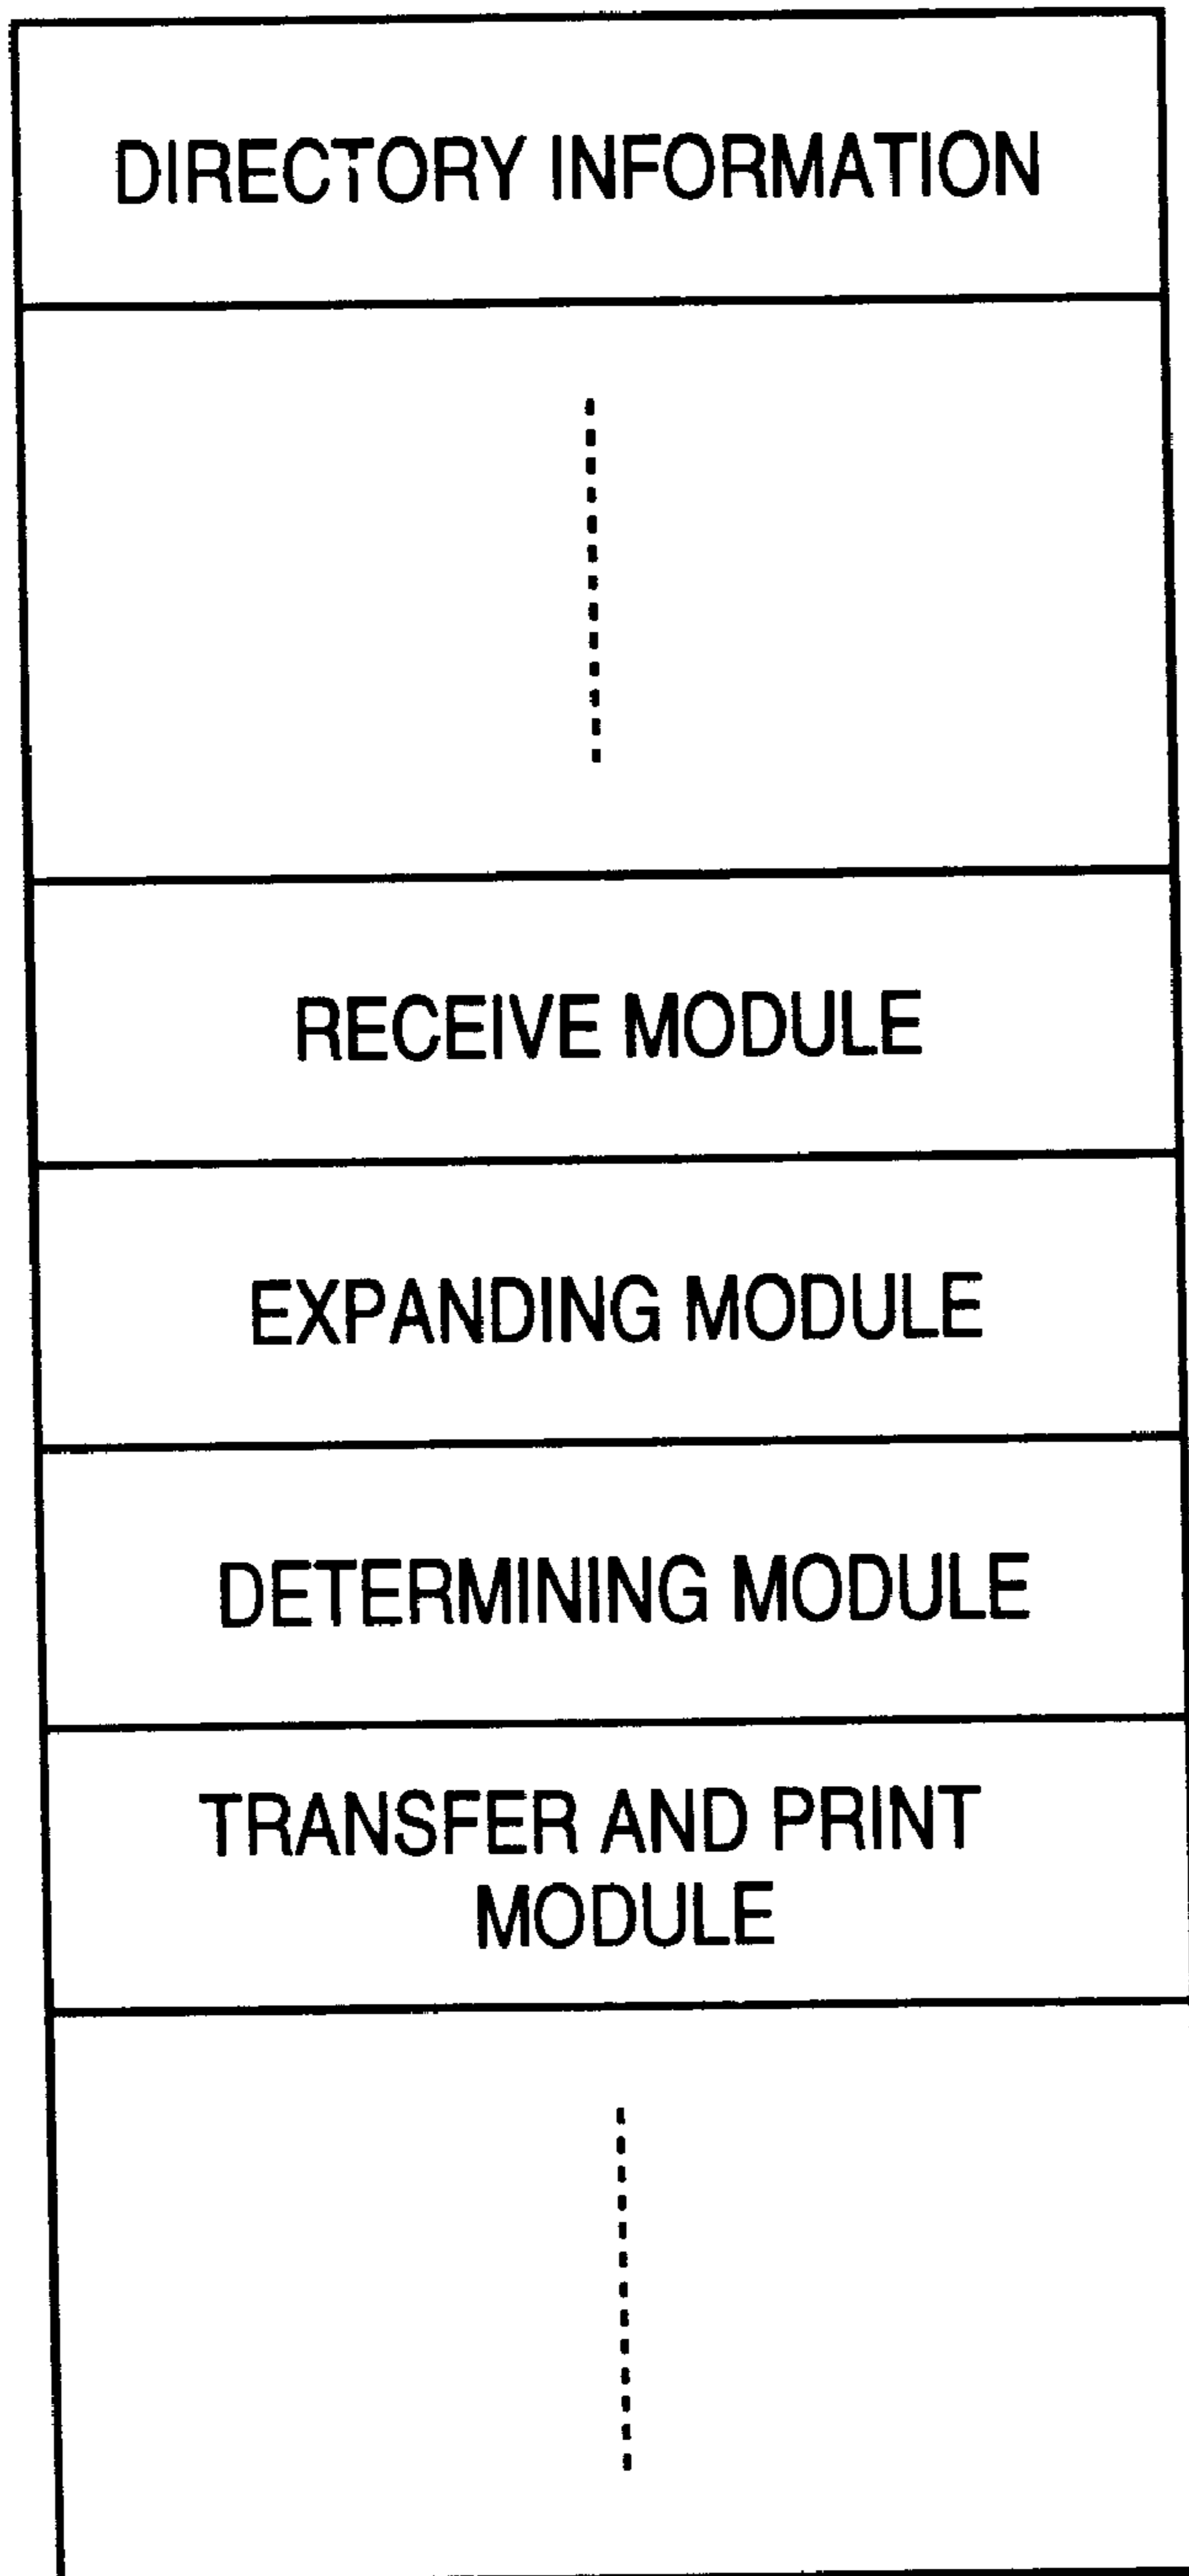 DIRECTORY INFORMATION
RECEIVE MODULE
EXPANDING MODULE
DETERMINING MODULE
TRANSFER AND PRINT
MODULE